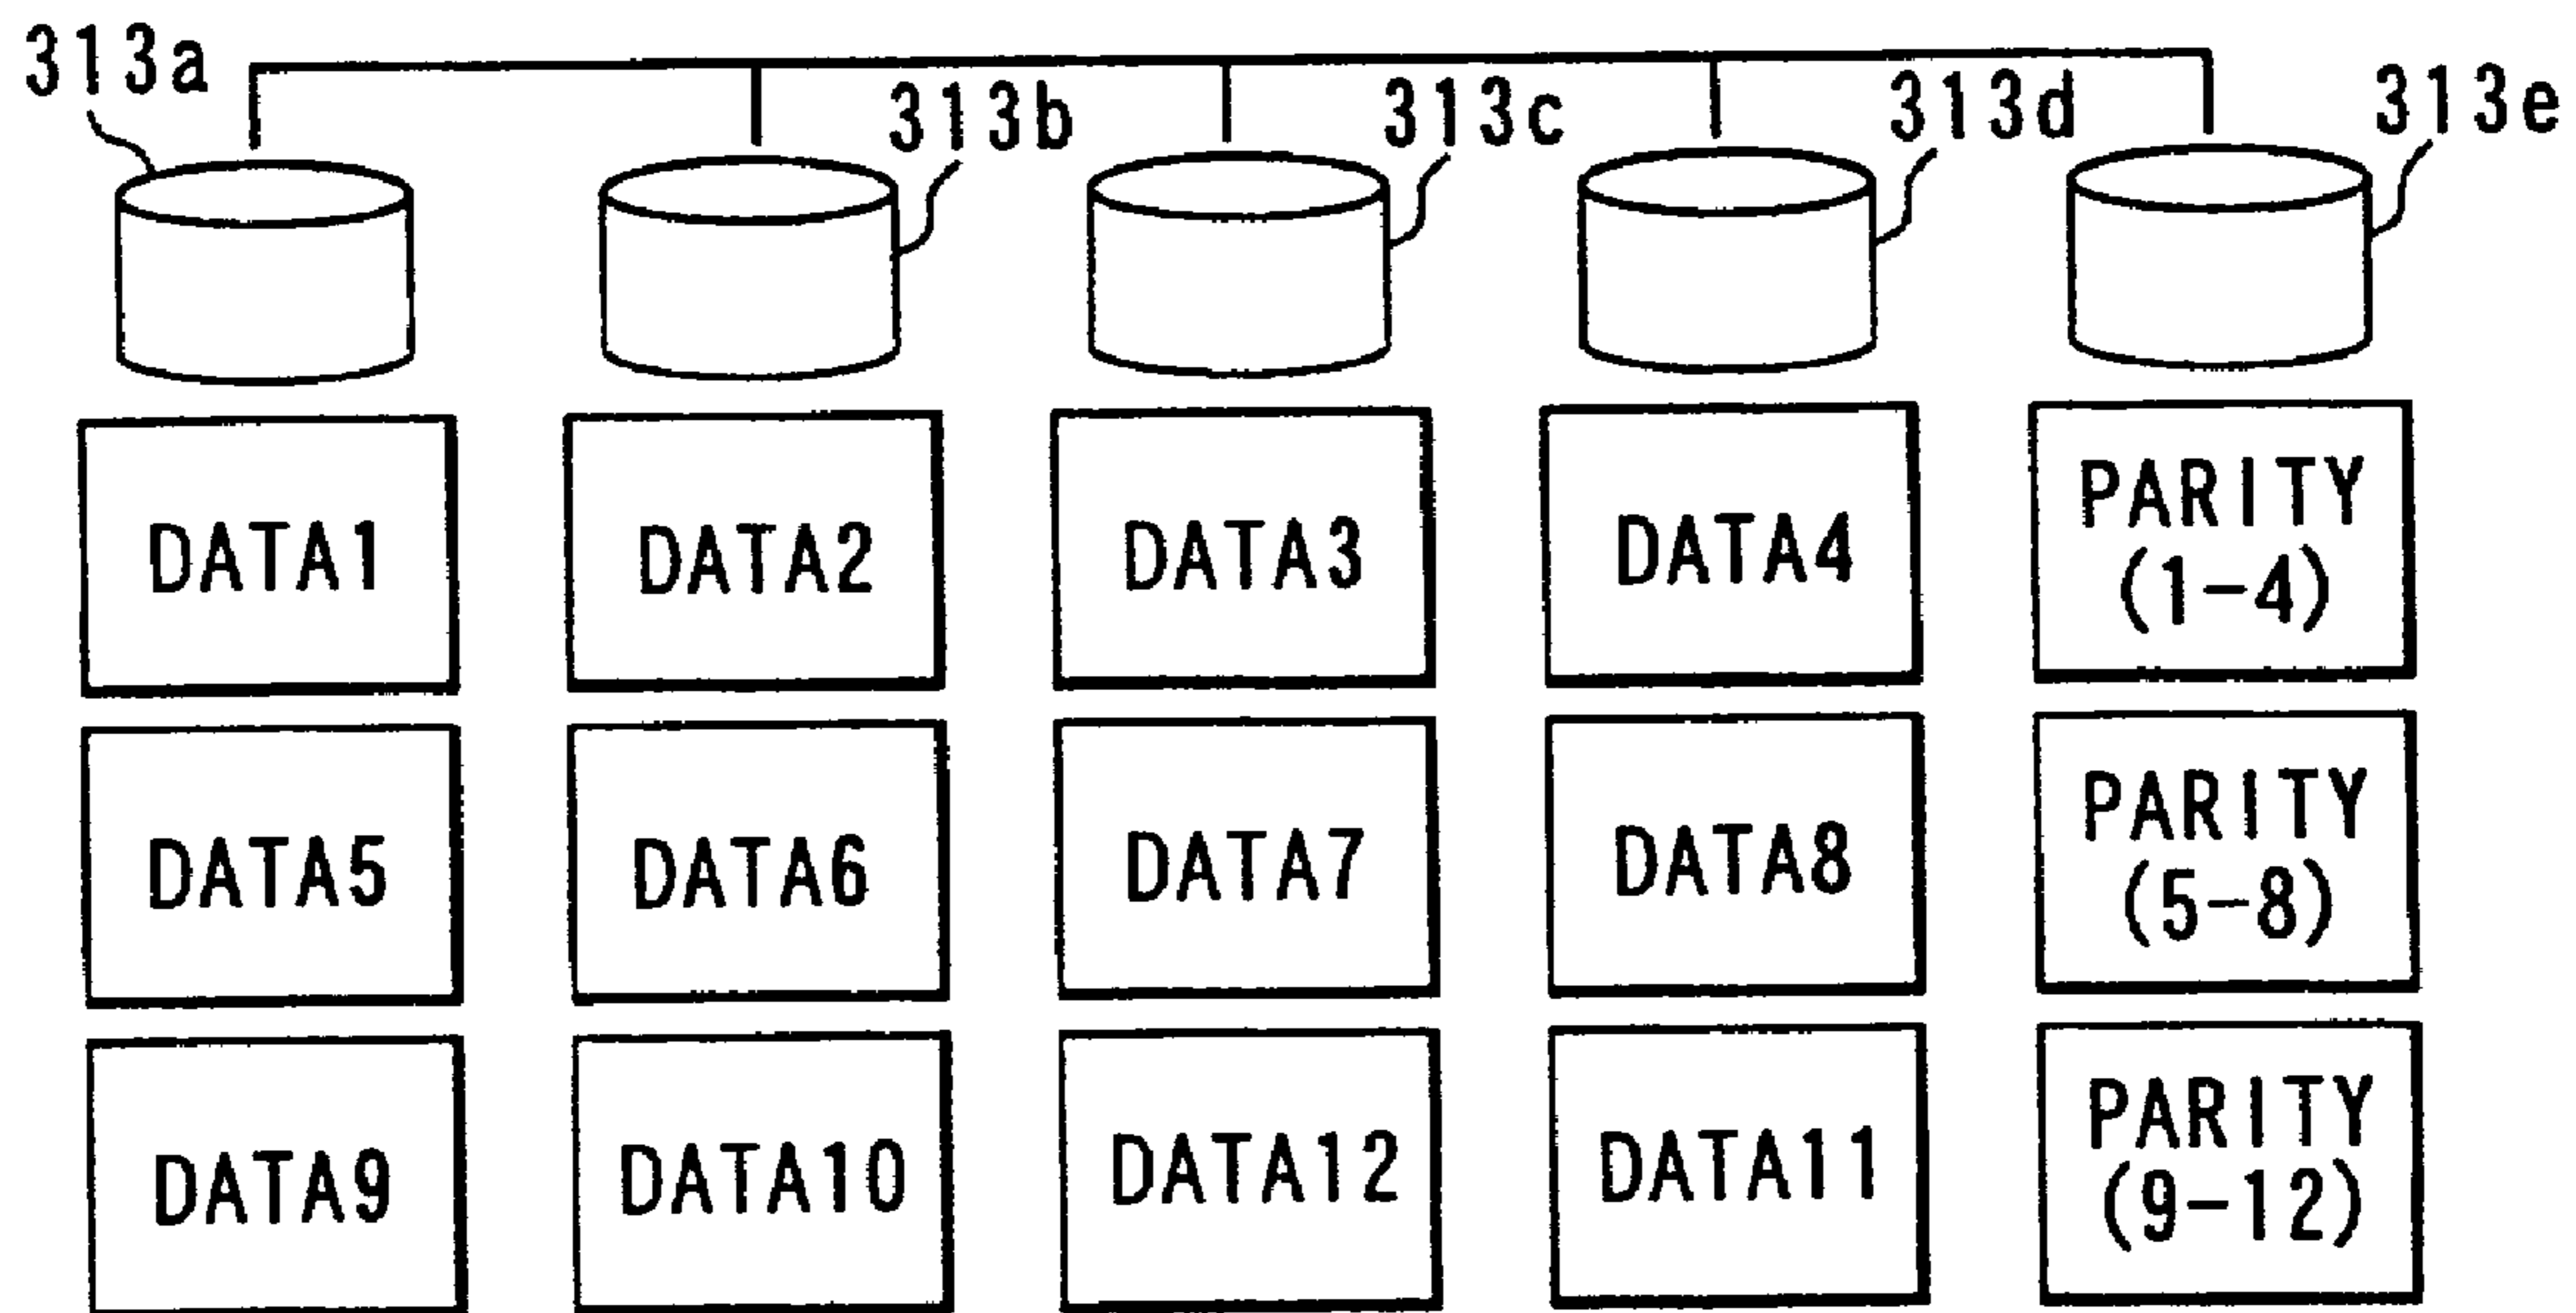 313a
313b
313c
313d
313e
DATA1
DATA2
DATA3
DATA4
PARITY
(1-4)
DATA5
DATA6
DATA7
DATA8
PARITY
(5-8)
DATA9
DATA10
DATA12
DATA11
PARITY
(9-12)